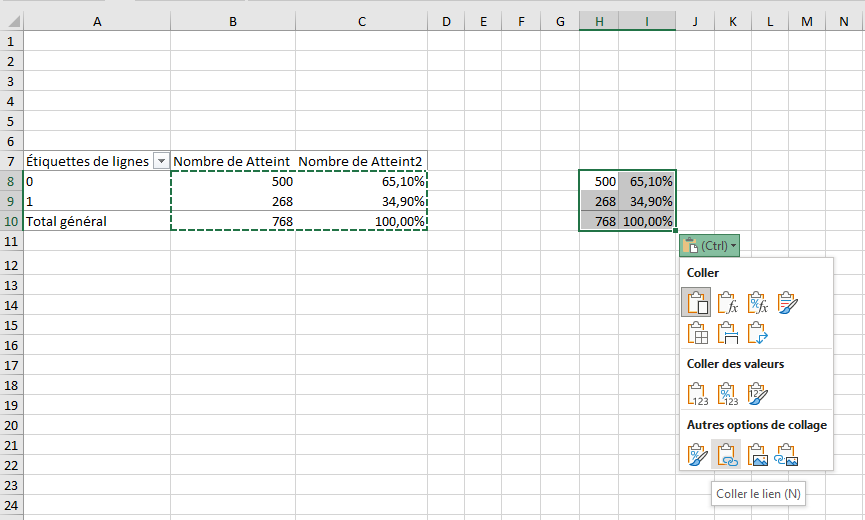 A B C D E F G H I J K L M N
1
2
3
4
5
6
7 Étiquettes de lignes Nombre de Atteint Nombre de Atteint2
8 0 500 65,10% 500 65,10%
9 1 268 34,90% 268 34,90%
10 Total général 768 100,00% 768 100,00%
11 (Ctrl)
12 Coller
13
14 fx % fx
15
16
17 Coller des valeurs
18
19 123 % 123 123
20 Autres options de collage
21
22 %
23 Coller le lien (N)
24